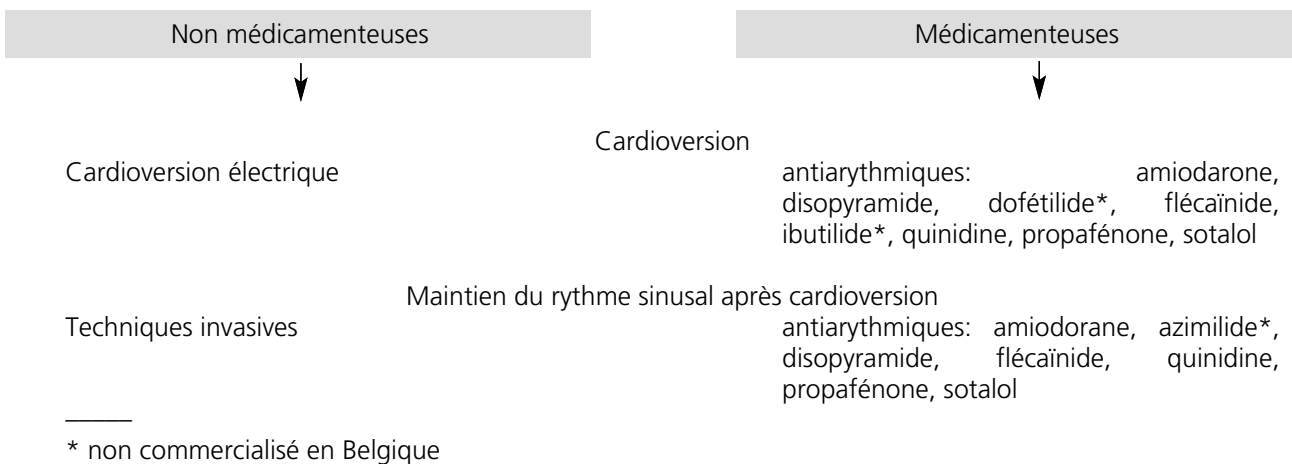 Non médicamenteuses
Médicamenteuses
Cardioversion
Cardioversion électrique
antiarythmiques: amiodarone,
disopyramide, dofétilide*, flécaïnide,
ibutilide*, quinidine, propafénone, sotalol
Maintien du rythme sinusal après cardioversion
Techniques invasives
antiarythmiques: amiodorane, azimilide*,
disopyramide, flécaïnide, quinidine,
propafénone, sotalol
* non commercialisé en Belgique